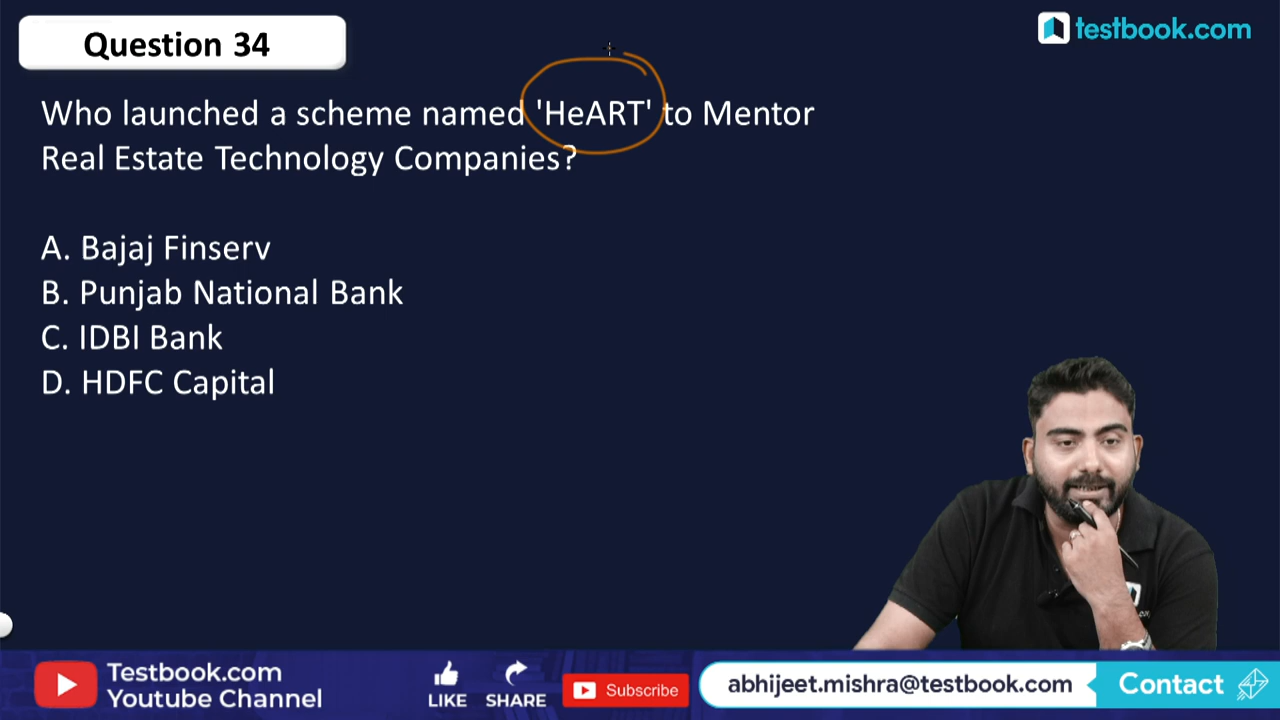 Question 34
testbook.com
Who launched a scheme named 'HeART' to Mentor
Real Estate Technology Companies?
A. Bajaj Finserv
B. Punjab National Bank
C. IDBI Bank
D. HDFC Capital
Testbook.com
Youtube Channel
LIKE
SHARE
Subscribe
abhijeet.mishra@testbook.com
Contact